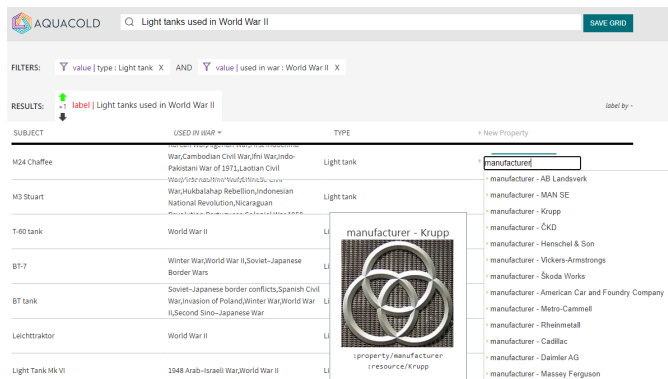 AQUACOLD
Light tanks used in World War II
SAVE GRID
FILTERS:
value | type : Light tank X
AND
value | used in war : World War II X
RESULTS:
+1
label | Light tanks used in World War II
label by -
SUBJECT
USED IN WAR
TYPE
+ New Property
M24 Chaffee
War,Cambodian Civil War,Ifni War,Indo-
Pakistani War of 1971,Laotian Civil
Light tank
+ manufacturer
M3 Stuart
War,Hukbalahap Rebellion,Indonesian
National Revolution,Nicaraguan
Light tank
T-60 tank
World War II
Li
BT-7
Winter War,World War II,Soviet–Japanese
Border Wars
Li
BT tank
Soviet–Japanese border conflicts,Spanish Civil
War,Invasion of Poland,Winter War,World War
II,Second Sino–Japanese War
Li
Leichttraktor
World War II
Li
Light Tank Mk VI
1948 Arab–Israeli War,World War II
Li
manufacturer - Krupp
:property/manufacturer
:resource/Krupp
manufacturer - AB Landsverk
manufacturer - MAN SE
manufacturer - Krupp
manufacturer - ČKD
manufacturer - Henschel & Son
manufacturer - Vickers-Armstrongs
manufacturer - Škoda Works
manufacturer - American Car and Foundry Company
manufacturer - Metro-Cammell
manufacturer - Rheinmetall
manufacturer - Cadillac
manufacturer - Daimler AG
manufacturer - Massey Ferguson